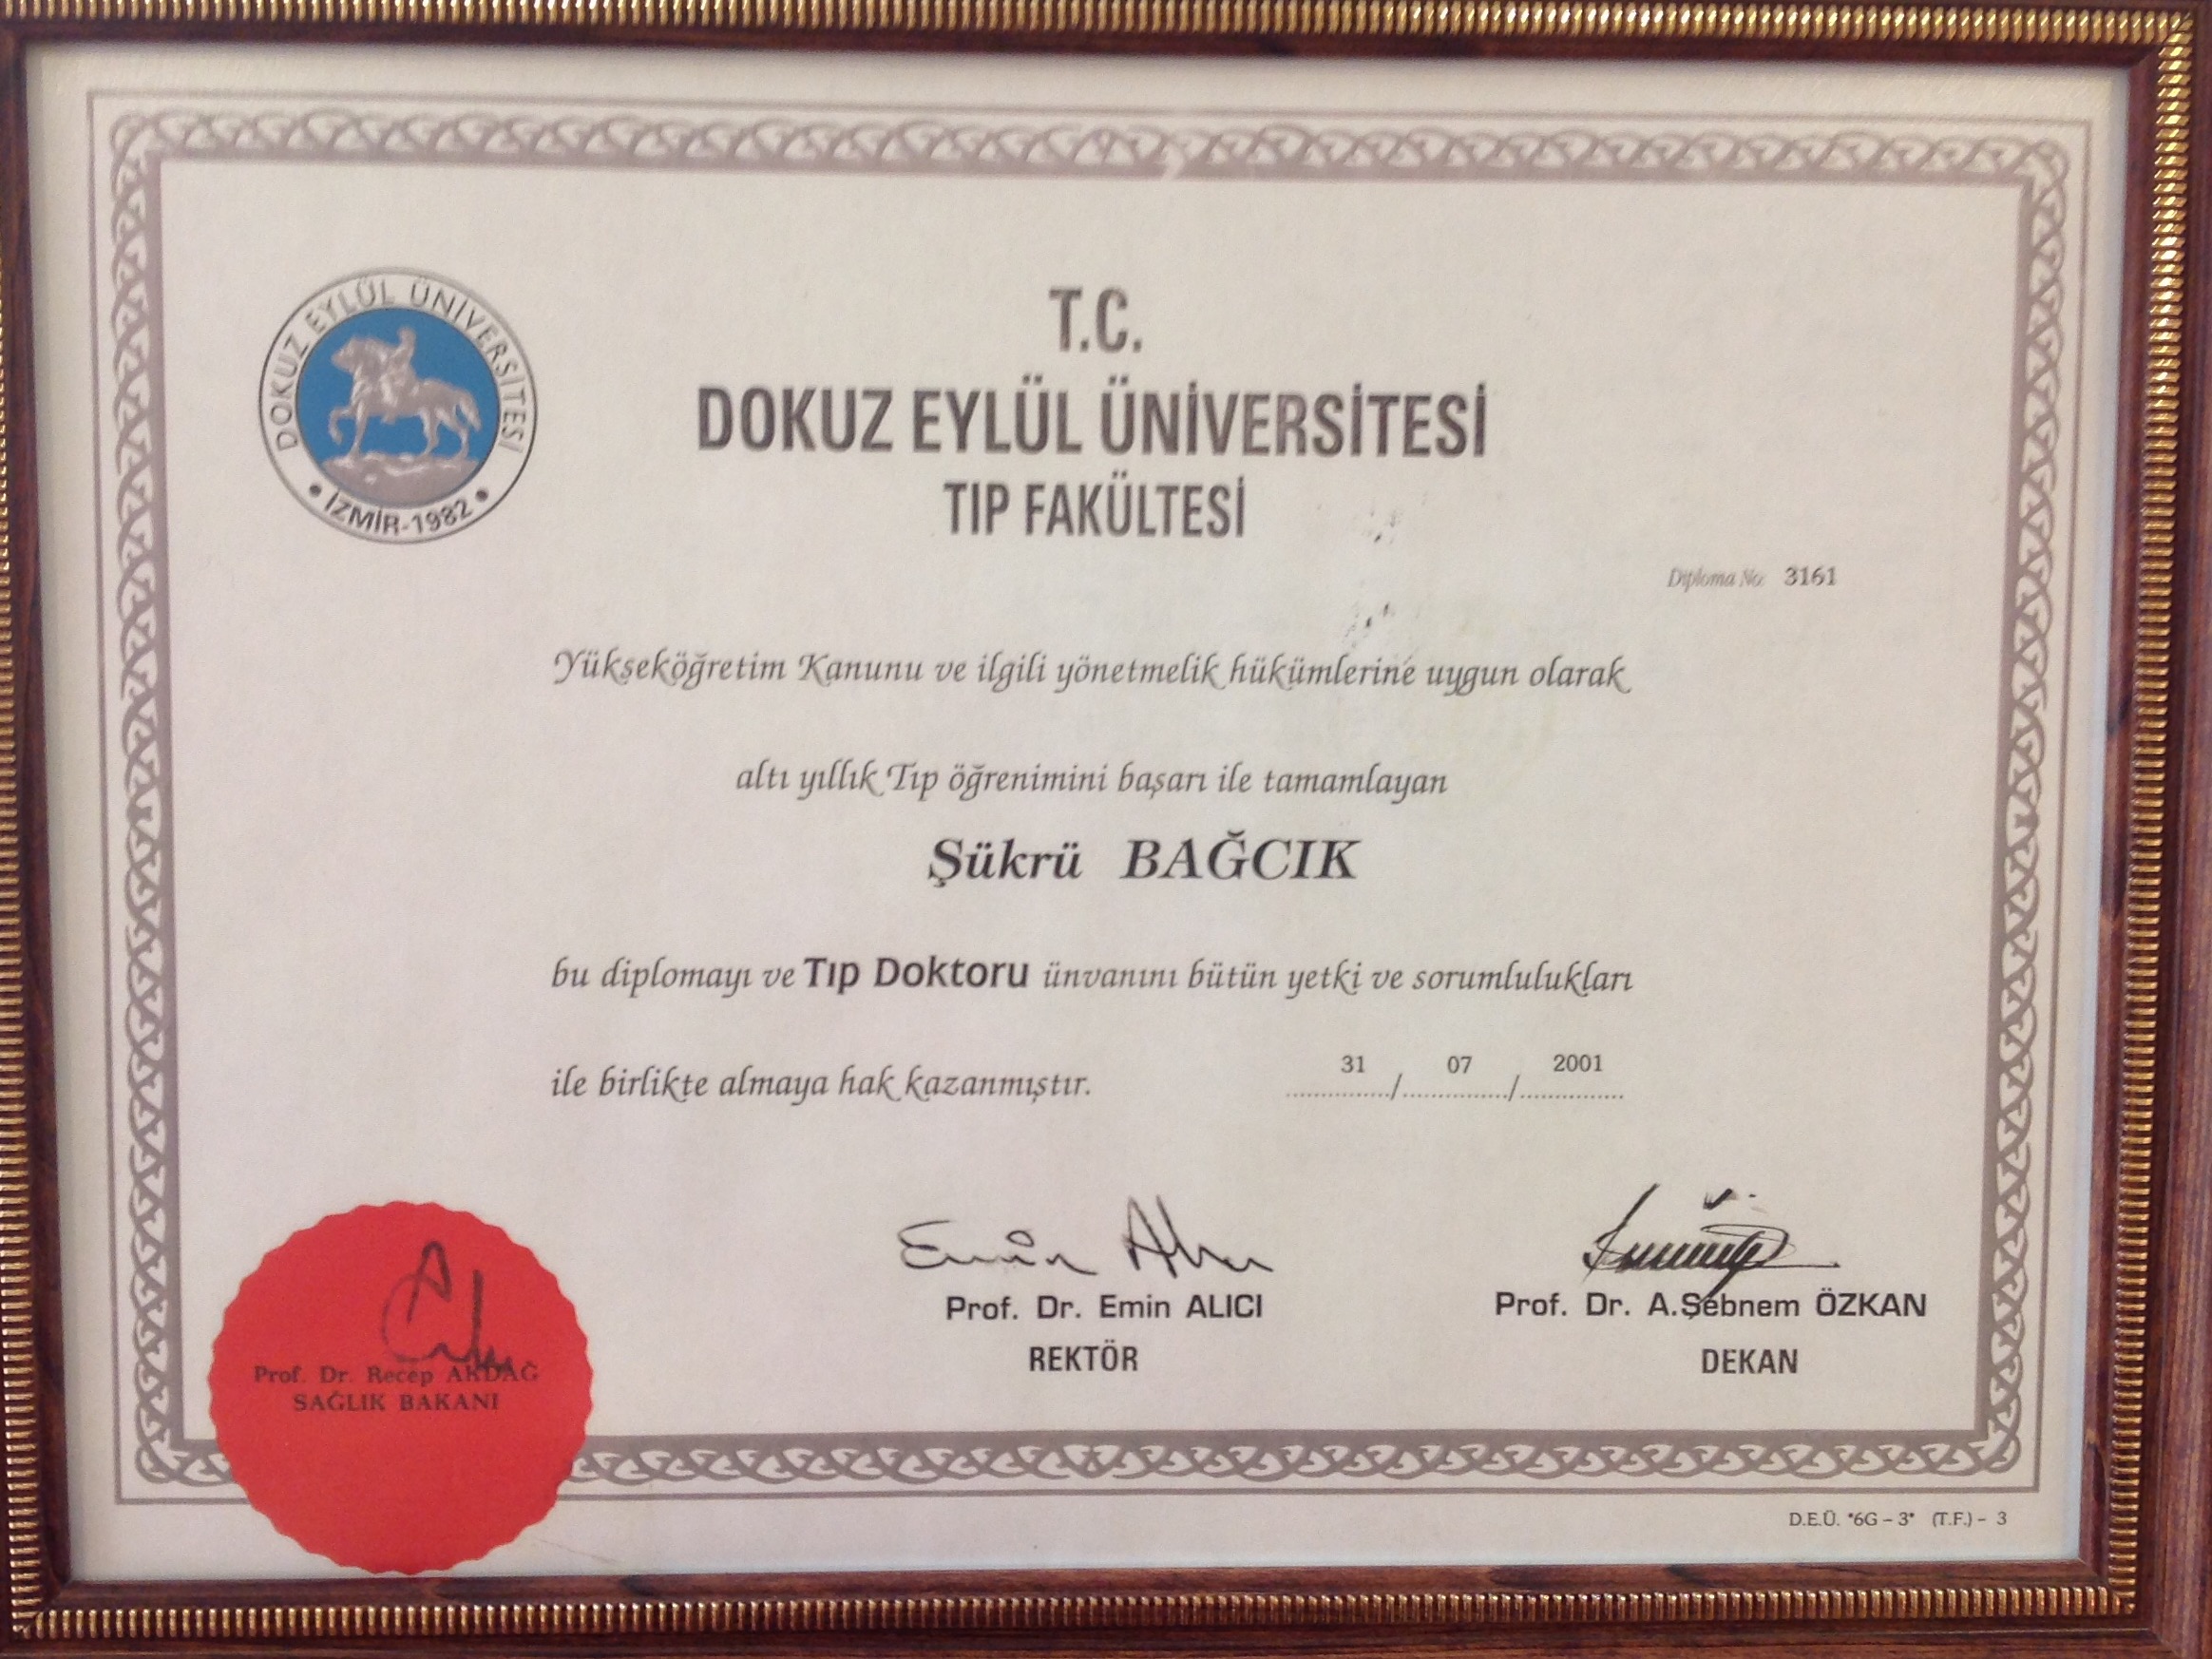 DOKUZ EYLÜL ÜNİVERSİTESİ
• İZMİR-1982 •
T.C.
DOKUZ EYLÜL ÜNİVERSİTESİ
TIP FAKÜLTESİ
Diploma No: 3161
Yükseköğretim Kanunu ve ilgili yönetmelik hükümlerine uygun olarak
altı yıllık Tıp öğrenimini başarı ile tamamlayan
Şükrü BAĞCIK
bu diplomayı ve Tıp Doktoru ünvanını bütün yetki ve sorumlulukları
ile birlikte almaya hak kazanmıştır. 31 / 07 / 2001
Emin Alıcı
Prof. Dr. Emin ALICI
REKTÖR
Prof. Dr. A.Şebnem ÖZKAN
DEKAN
Prof. Dr. Recep AKDAĞ
SAĞLIK BAKANI
D.E.Ü. "6G – 3" (T.F.) – 3